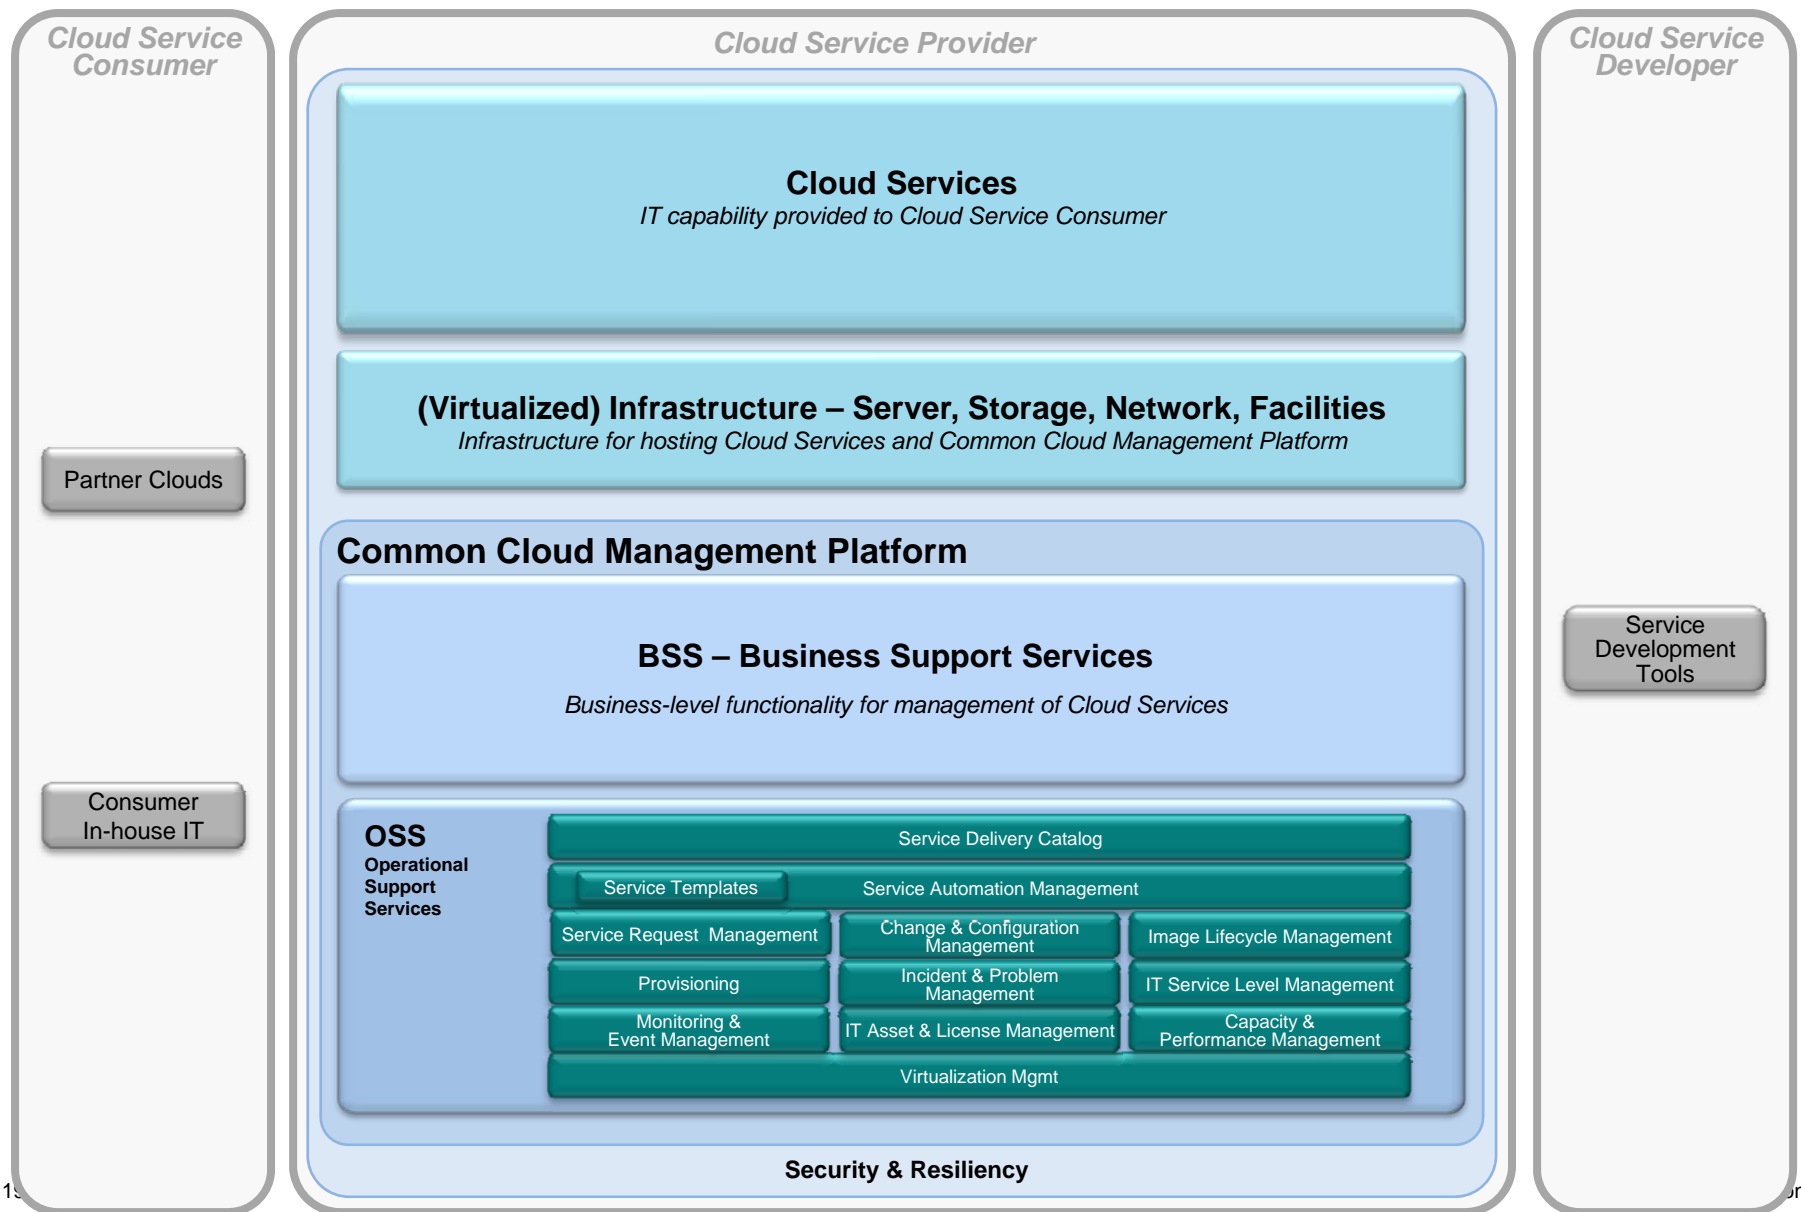 Cloud Service
Consumer
Cloud Service Provider
Cloud Service
Developer
Cloud Services
IT capability provided to Cloud Service Consumer
(Virtualized) Infrastructure – Server, Storage, Network, Facilities
Infrastructure for hosting Cloud Services and Common Cloud Management Platform
Partner Clouds
Common Cloud Management Platform
BSS – Business Support Services
Business-level functionality for management of Cloud Services
Service
Development
Tools
Consumer
In-house IT
OSS
Operational
Support
Services
Service Delivery Catalog
Service Templates
Service Automation Management
Service Request Management
Change & Configuration
Management
Image Lifecycle Management
Provisioning
Incident & Problem
Management
IT Service Level Management
Monitoring &
Event Management
IT Asset & License Management
Capacity &
Performance Management
Virtualization Mgmt
Security & Resiliency